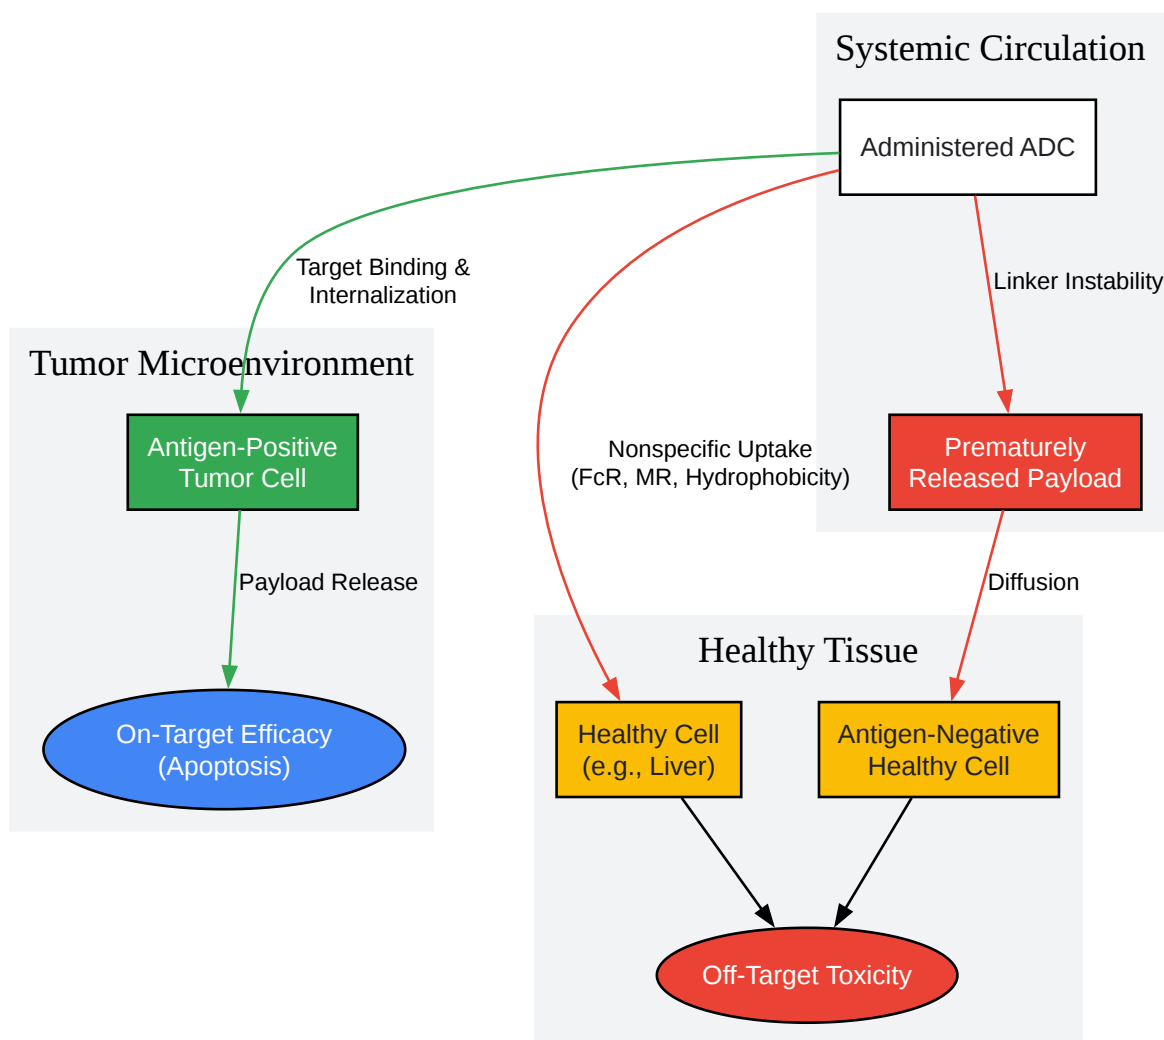 Systemic Circulation
Administered ADC
Target Binding &
Internalization
Linker Instability
Tumor Microenvironment
Antigen-Positive
Tumor Cell
Nonspecific Uptake
(FcR, MR, Hydrophobicity)
Prematurely
Released Payload
Payload Release
Diffusion
Healthy Tissue
On-Target Efficacy
(Apoptosis)
Healthy Cell
(e.g., Liver)
Antigen-Negative
Healthy Cell
Off-Target Toxicity